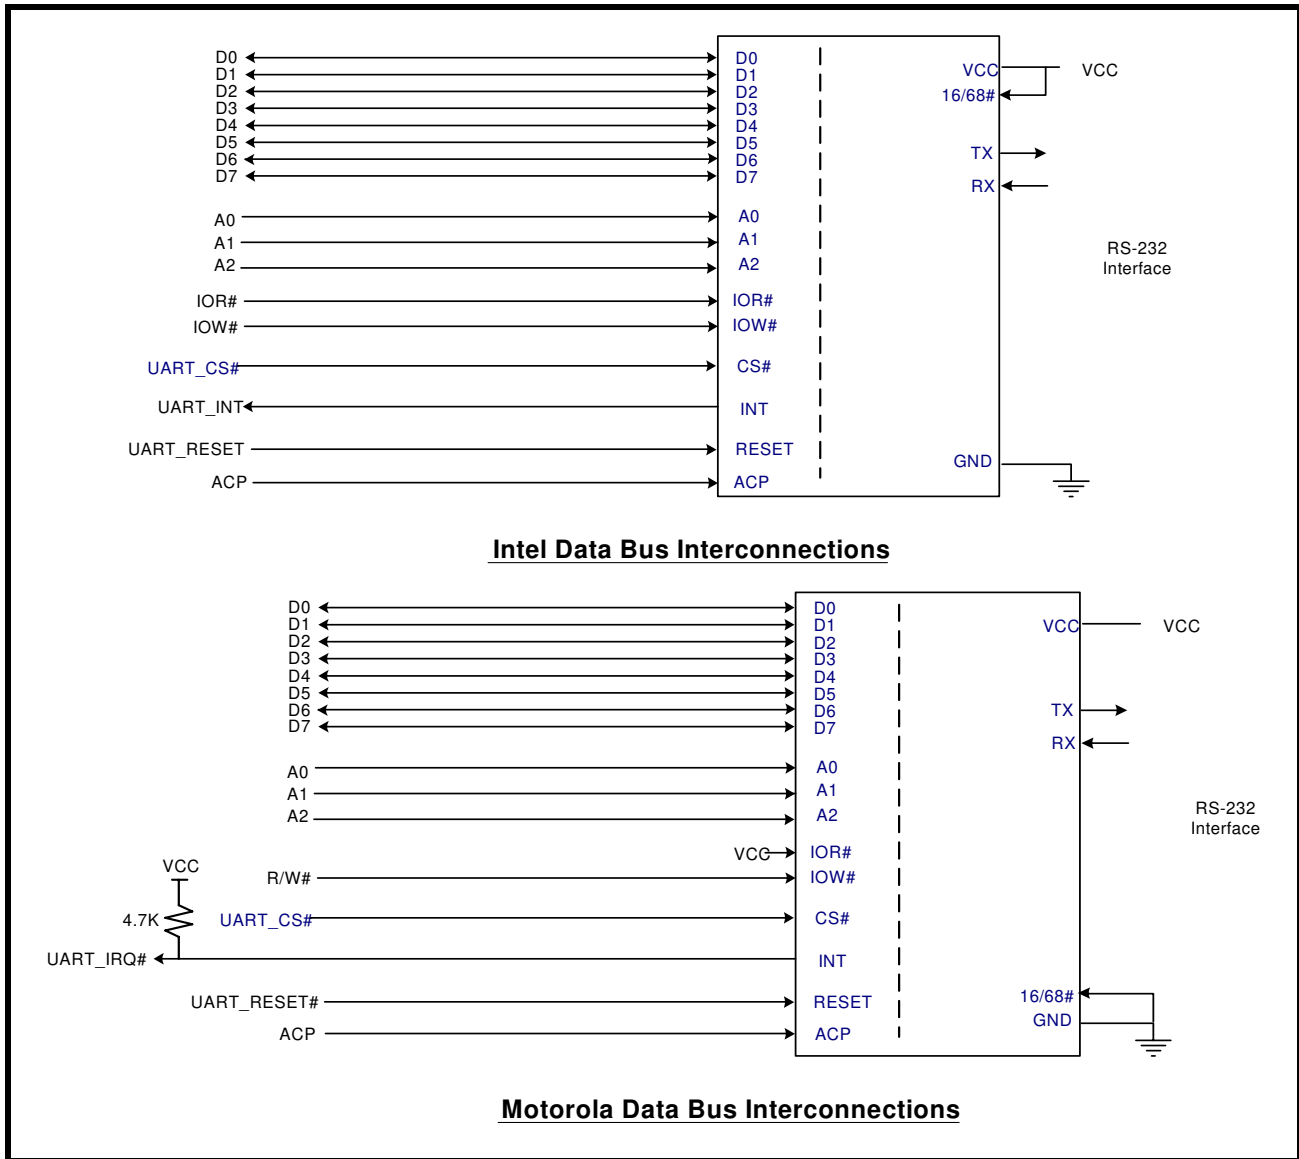 D0 D0
D1 D1
D2 D2
D3 D3
D4 D4
D5 D5
D6 D6
D7 D7
VCC VCC
16/68#
TX
RX
A0 A0
A1 A1
A2 A2
RS-232
Interface
IOR# IOR#
IOW# IOW#
UART_CS# CS#
UART_INT INT
UART_RESET RESET
GND
ACP ACP
Intel Data Bus Interconnections
D0 D0
D1 D1
D2 D2
D3 D3
D4 D4
D5 D5
D6 D6
D7 D7
VCC VCC
TX
RX
A0 A0
A1 A1
A2 A2
RS-232
Interface
VCC IOR#
VCC
R/W# IOW#
4.7K
UART_CS# CS#
UART_IRQ# INT
UART_RESET# RESET
16/68#
GND
ACP ACP
Motorola Data Bus Interconnections